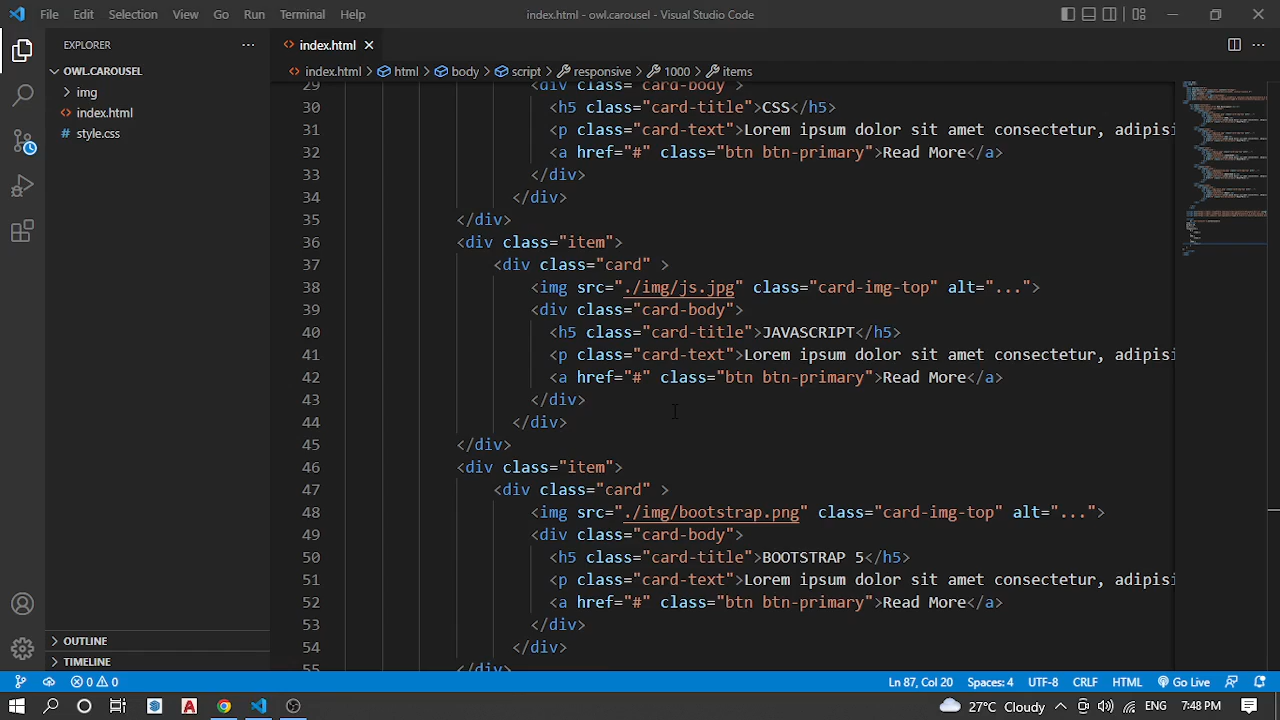 File Edit Selection View Go Run Terminal Help index.html - owl.carousel - Visual Studio Code
EXPLORER
OWL.CAROUSEL
img
index.html
style.css
OUTLINE
TIMELINE
index.html
index.html html body script responsive 1000 items
29 <div class="card-body">
30 <h5 class="card-title">CSS</h5>
31 <p class="card-text">Lorem ipsum dolor sit amet consectetur, adipisi
32 <a href="#" class="btn btn-primary">Read More</a>
33 </div>
34 </div>
35 </div>
36 <div class="item">
37 <div class="card" >
38 <img src="./img/js.jpg" class="card-img-top" alt="...">
39 <div class="card-body">
40 <h5 class="card-title">JAVASCRIPT</h5>
41 <p class="card-text">Lorem ipsum dolor sit amet consectetur, adipisi
42 <a href="#" class="btn btn-primary">Read More</a>
43 </div>
44 </div>
45 </div>
46 <div class="item">
47 <div class="card" >
48 <img src="./img/bootstrap.png" class="card-img-top" alt="...">
49 <div class="card-body">
50 <h5 class="card-title">BOOTSTRAP 5</h5>
51 <p class="card-text">Lorem ipsum dolor sit amet consectetur, adipisi
52 <a href="#" class="btn btn-primary">Read More</a>
53 </div>
54 </div>
55 </div>
0 0 Ln 87, Col 20 Spaces: 4 UTF-8 CRLF HTML Go Live
27°C Cloudy ENG 7:48 PM